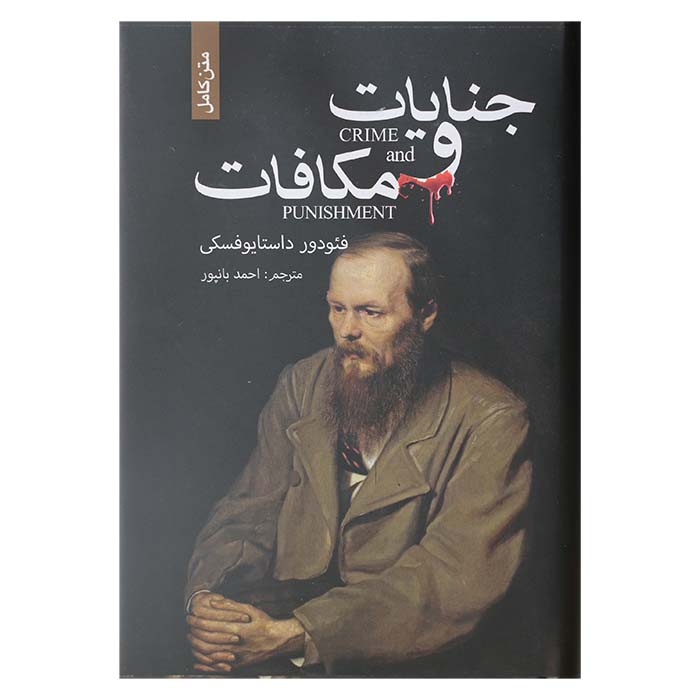 متن کامل
جنایات
CRIME
و
and
مکافات
PUNISHMENT
فئودور داستایوفسکی
مترجم: احمد بانپور